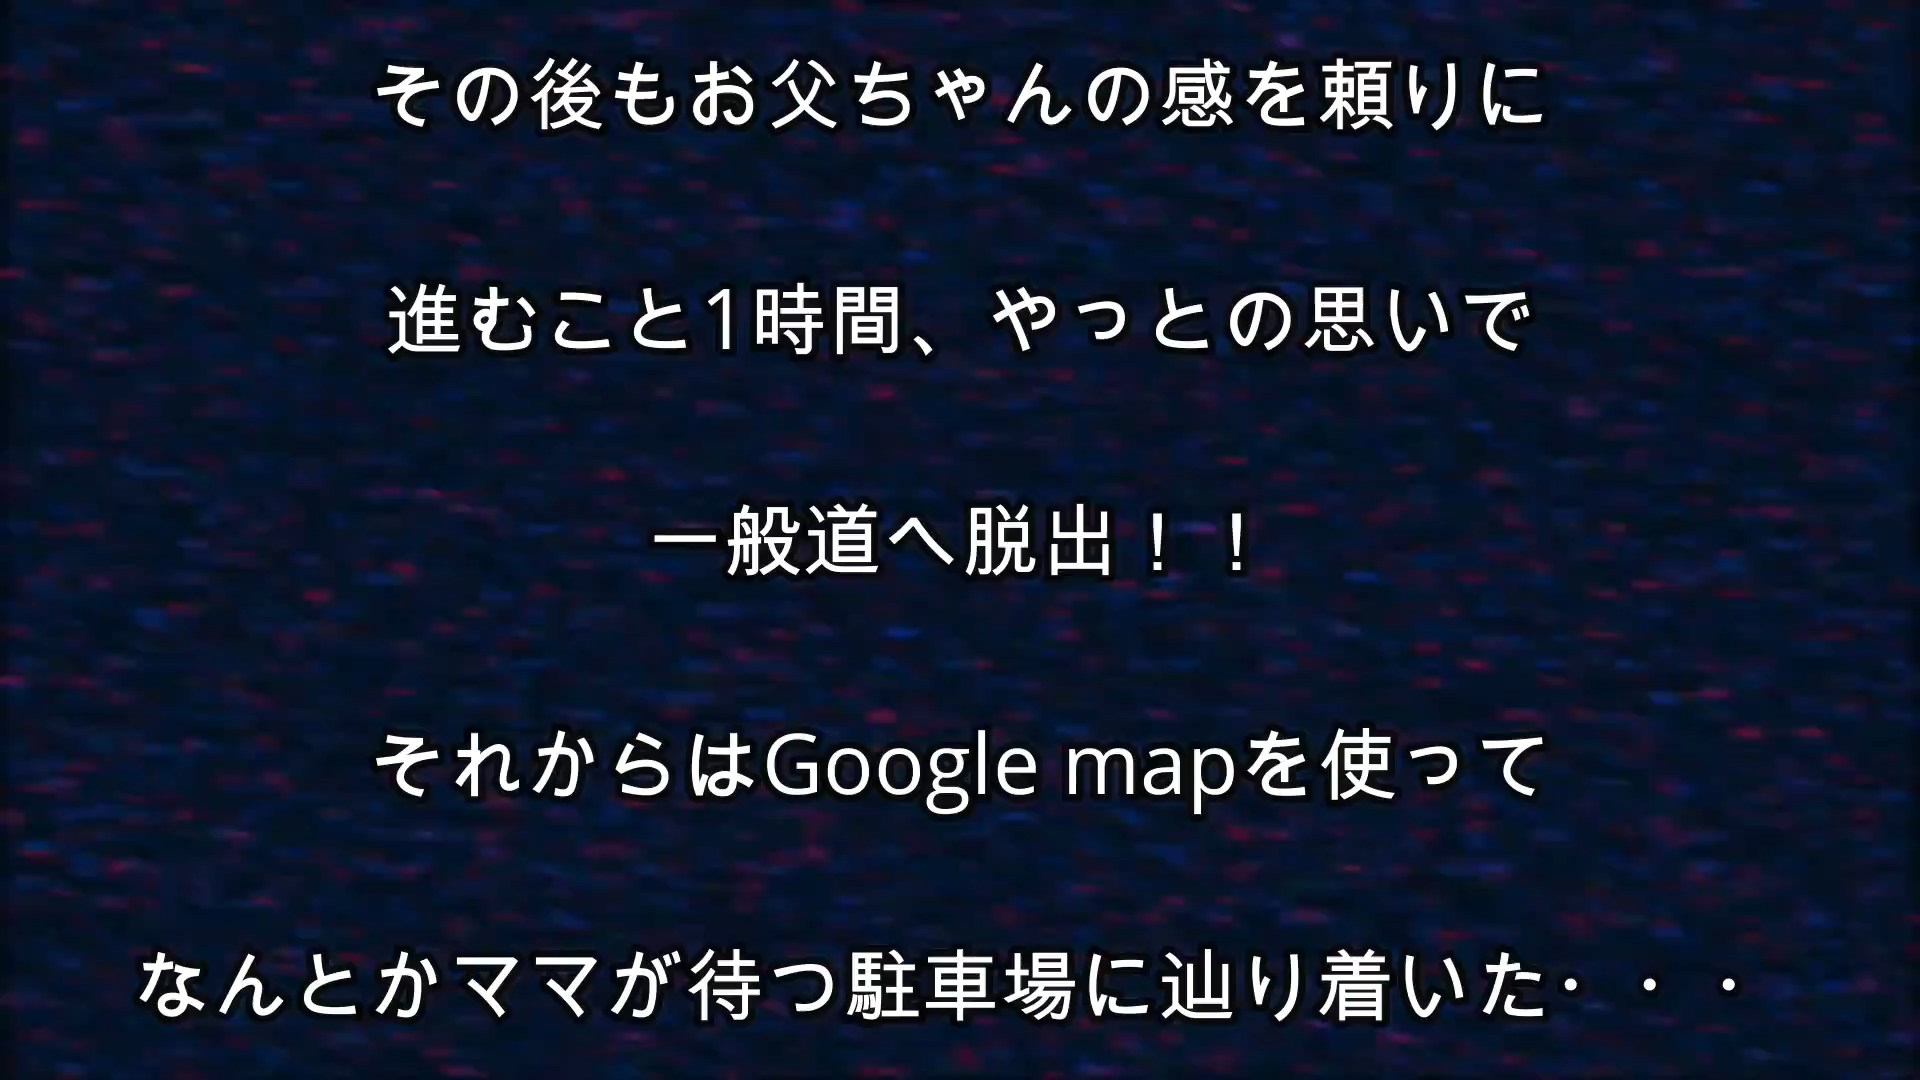 その後もお父ちゃんの感を頼りに
進むこと1時間、やっとの思いで
一般道へ脱出！！
それからはGoogle mapを使って
なんとかママが待つ駐車場に辿り着いた・・・